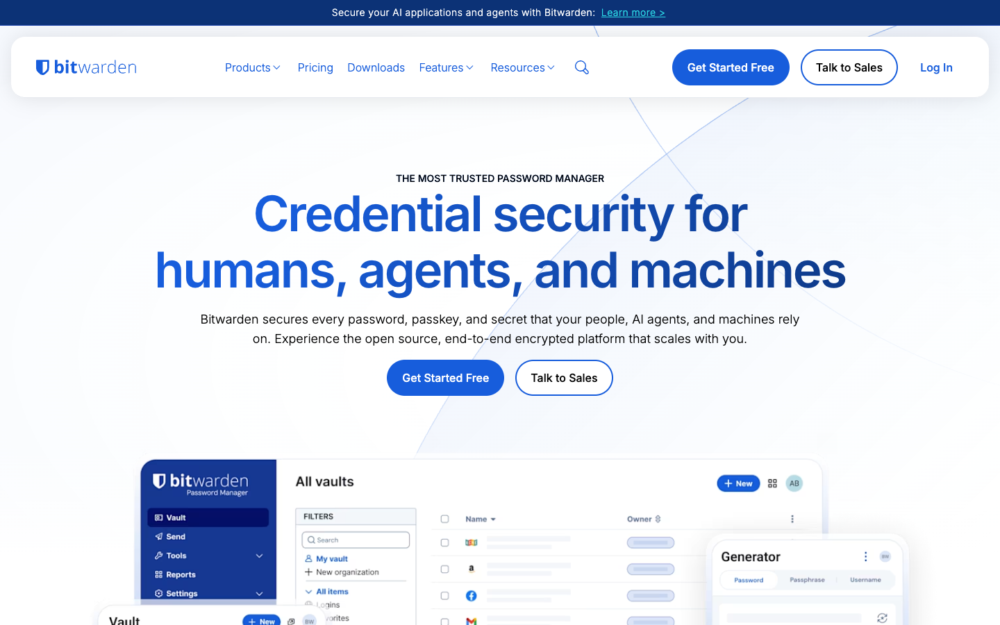 Secure your AI applications and agents with Bitwarden: Learn more >
bitwarden
Products Pricing Downloads Features Resources
Get Started Free Talk to Sales Log In
THE MOST TRUSTED PASSWORD MANAGER
Credential security for
humans, agents, and machines
Bitwarden secures every password, passkey, and secret that your people, AI agents, and machines rely
on. Experience the open source, end-to-end encrypted platform that scales with you.
Get Started Free Talk to Sales
bitwarden
Password Manager
Vault
Send
Tools
Reports
Settings
All vaults
+ New
AB
FILTERS
Search
My vault
+ New organization
All items
Logins
Name Owner
a
Generator
BW
Password Passphrase Username
Vault
+ New
BW